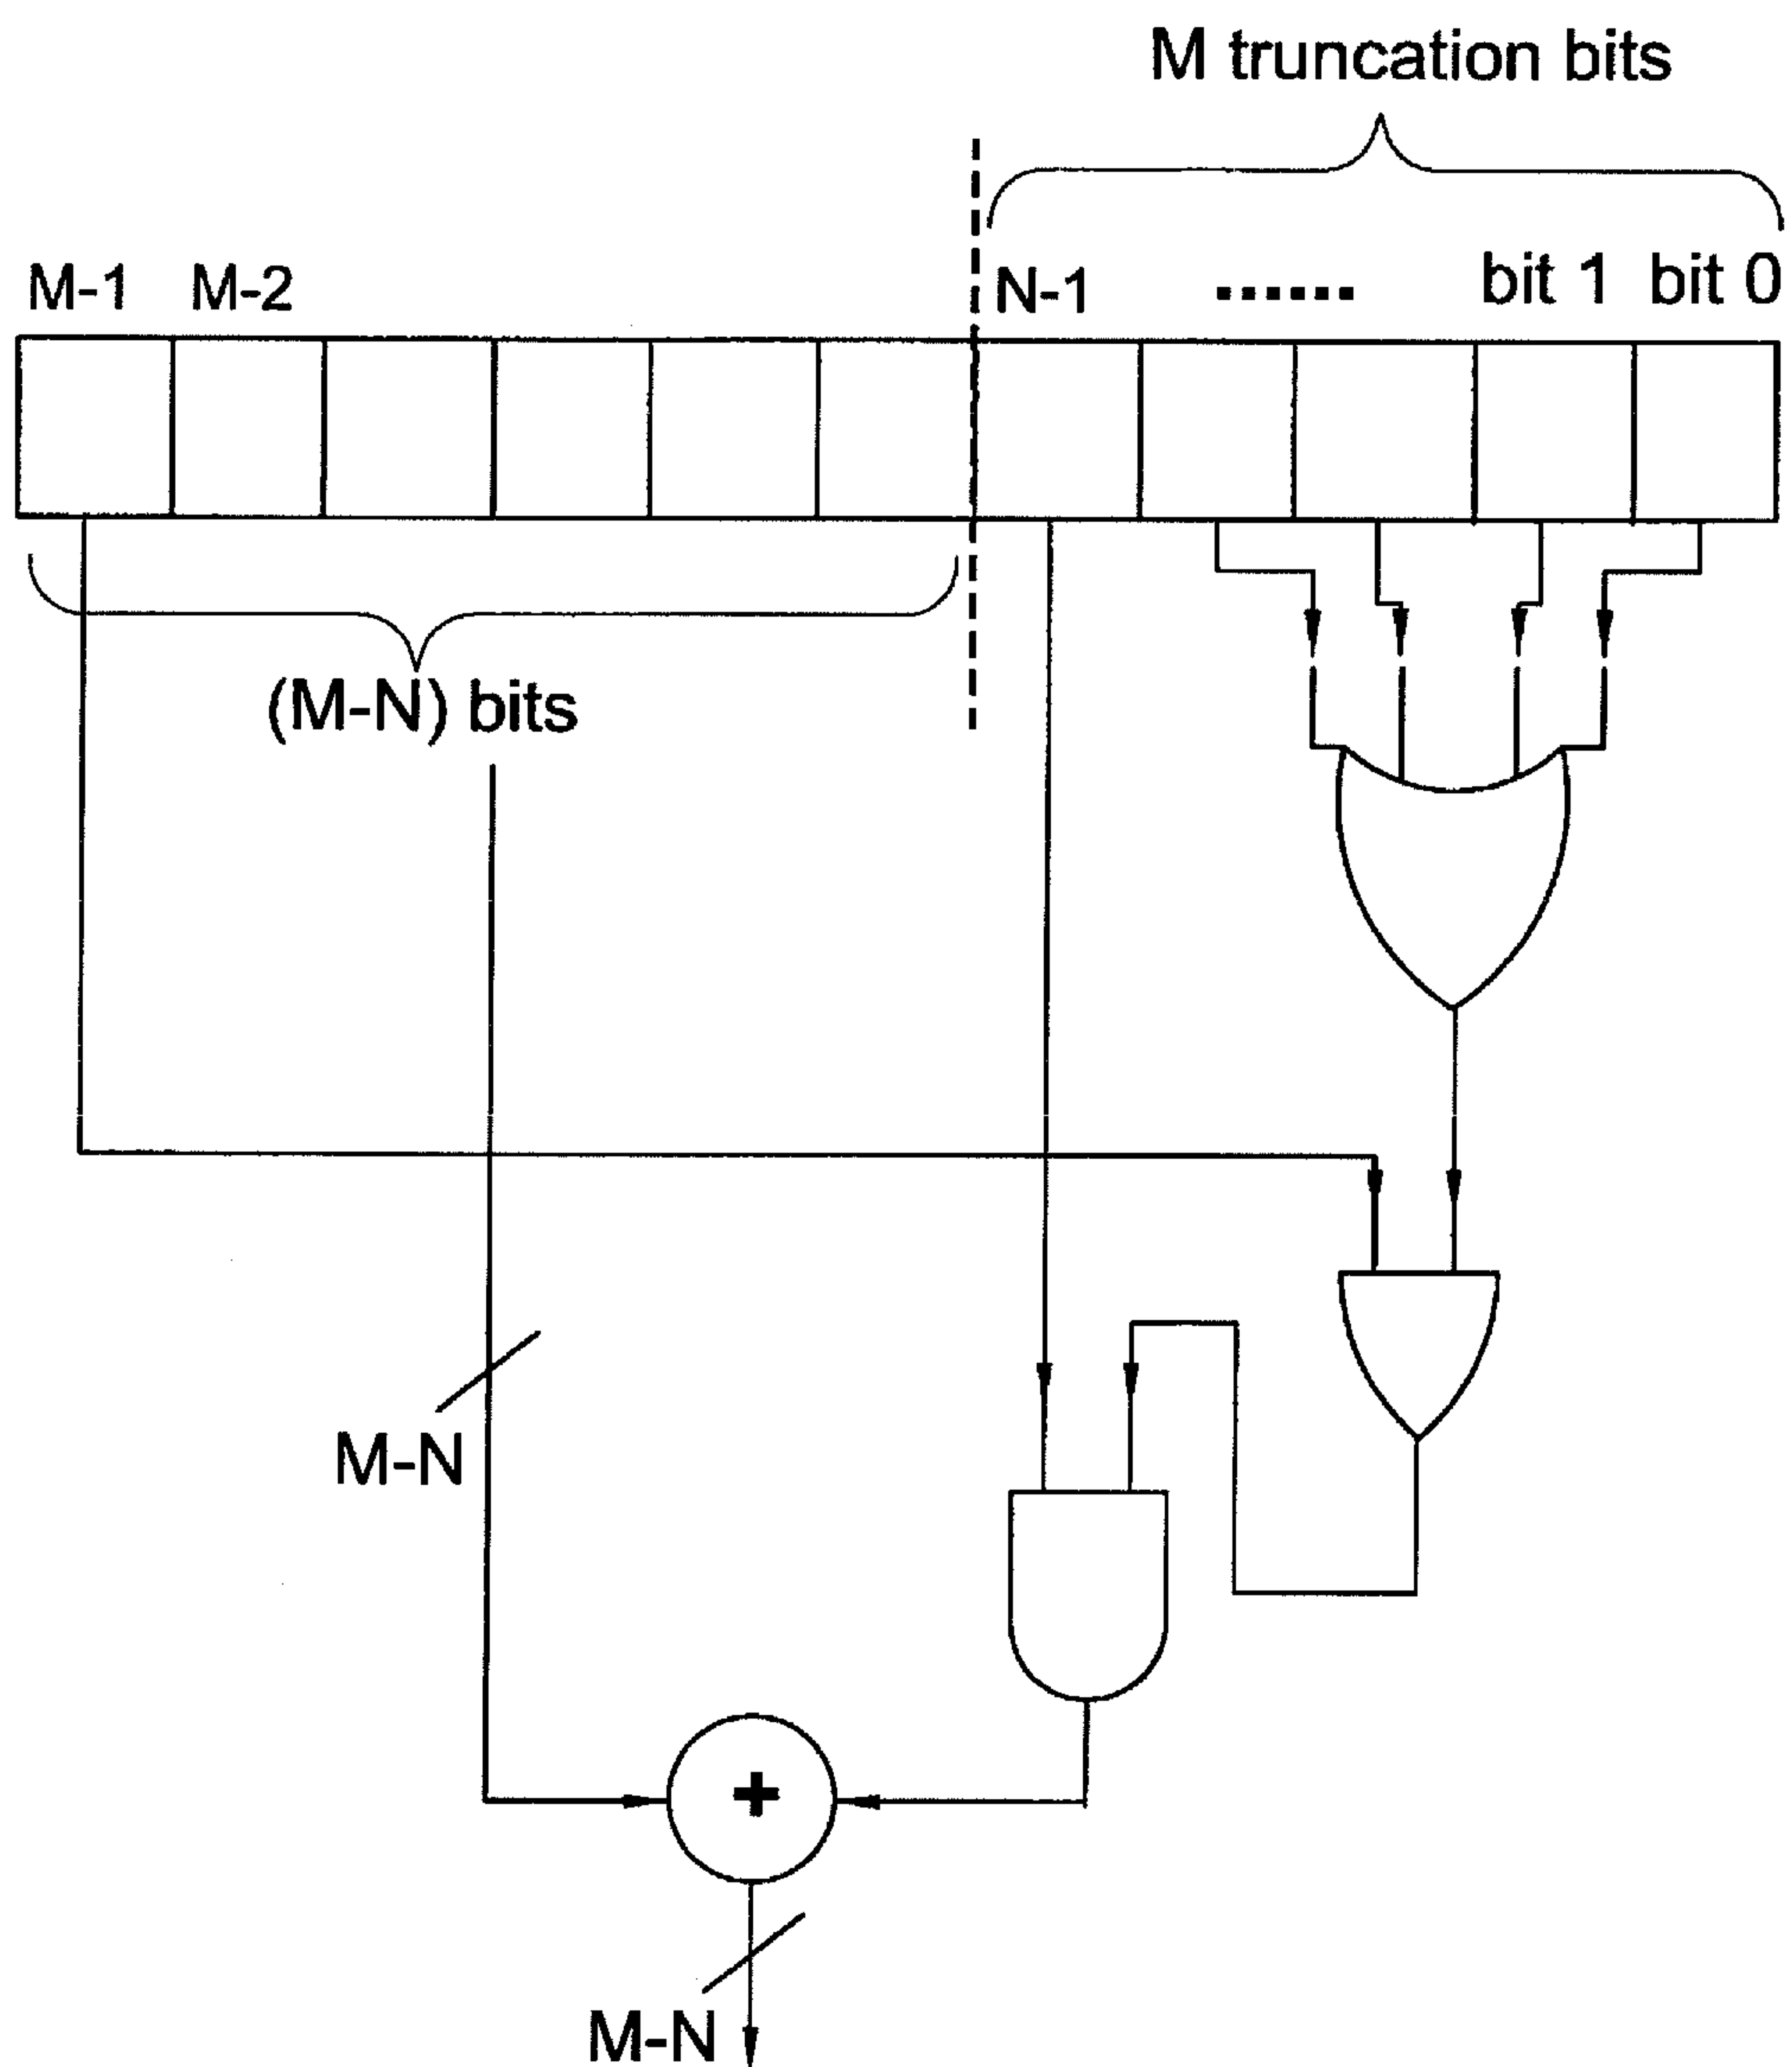 M truncation bits
M-1 M-2 N-1 ...... bit 1 bit 0
(M-N) bits
M-N
+
M-N